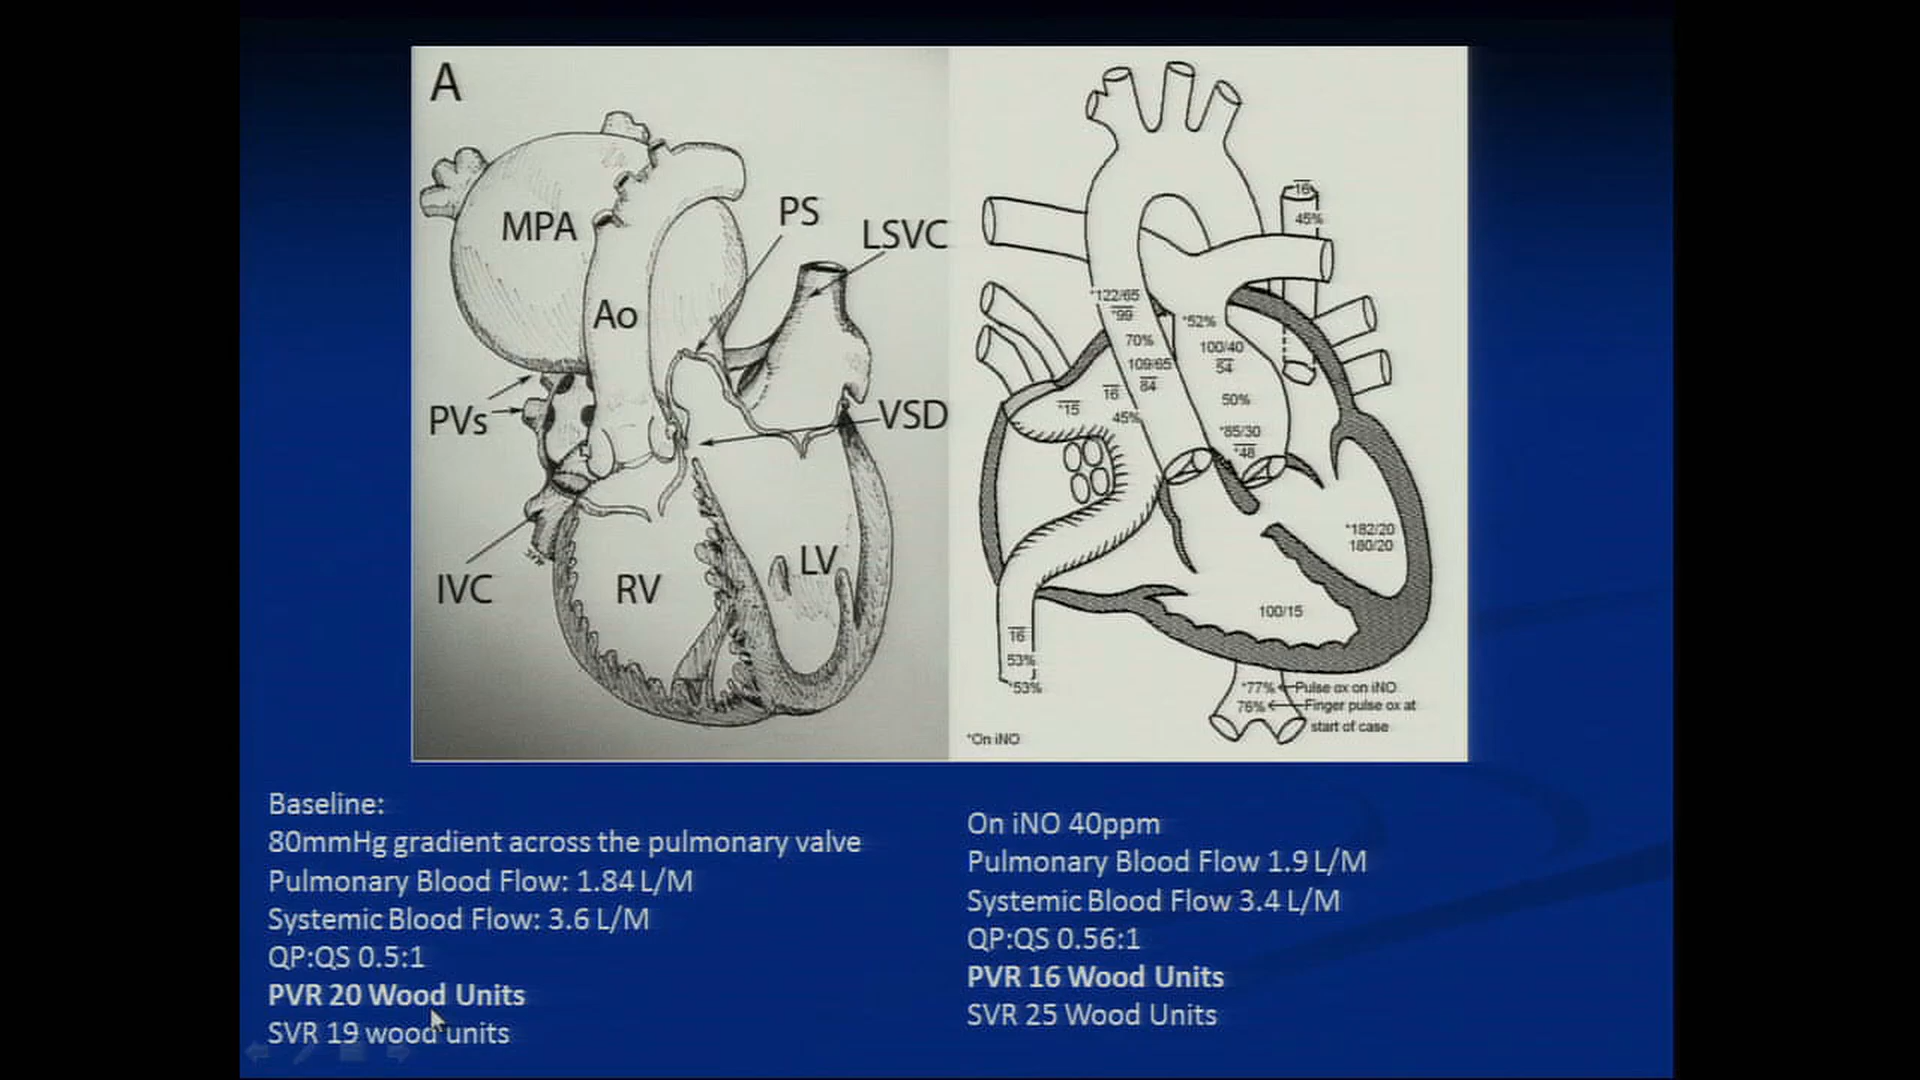 A
MPA
Ao
PS
LSVC
PVs
VSD
IVC
RV
LV
16
45%
*122/65
*99
70%
109/65
84
*52%
100/40
54
50%
*85/30
*48
*15
16
45%
*182/20
180/20
100/15
16
53%
*53%
*77% Pulse ox on iNO
76% Finger pulse ox at
start of case
*On iNO
Baseline:
80mmHg gradient across the pulmonary valve
Pulmonary Blood Flow: 1.84 L/M
Systemic Blood Flow: 3.6 L/M
QP:QS 0.5:1
PVR 20 Wood Units
SVR 19 wood units
On iNO 40ppm
Pulmonary Blood Flow 1.9 L/M
Systemic Blood Flow 3.4 L/M
QP:QS 0.56:1
PVR 16 Wood Units
SVR 25 Wood Units